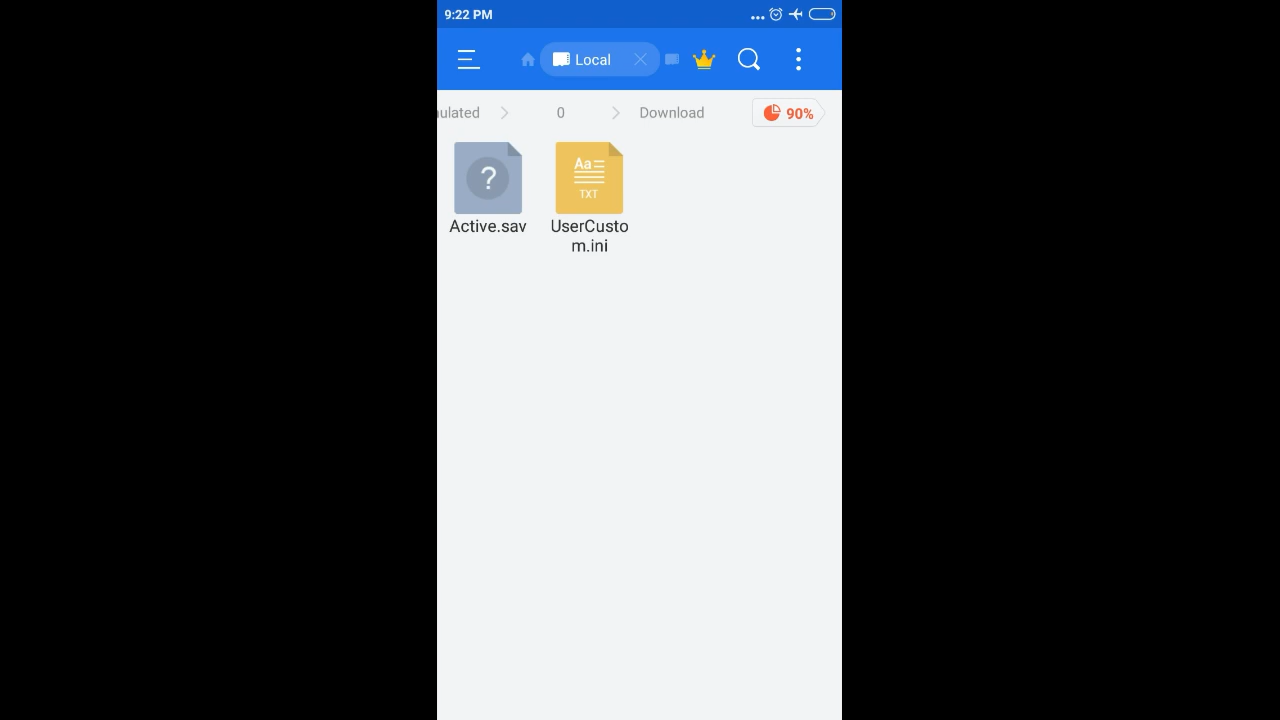 9:22 PM
Local
ulated
0
Download
90%
?
Aa
TXT
Active.sav
UserCusto
m.ini